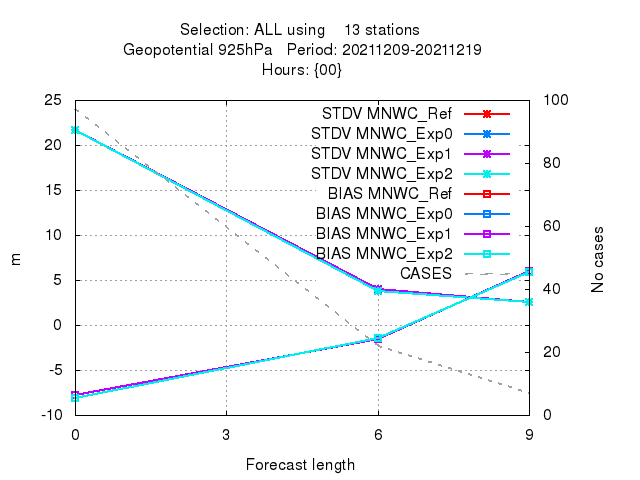 Selection: ALL using 13 stations
Geopotential 925hPa Period: 20211209-20211219
Hours: {00}
25
20
15
10
5
0
-5
-10
m
100
80
60
40
20
0
No cases
STDV MNWC_Ref
STDV MNWC_Exp0
STDV MNWC_Exp1
STDV MNWC_Exp2
BIAS MNWC_Ref
BIAS MNWC_Exp0
BIAS MNWC_Exp1
BIAS MNWC_Exp2
CASES
0 3 6 9
Forecast length